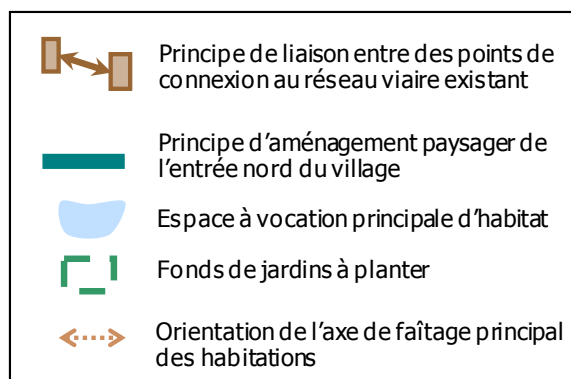 Principe de liaison entre des points de
connexion au réseau viaire existant
Principe d'aménagement paysager de
l'entrée nord du village
Espace à vocation principale d'habitat
Fonds de jardins à planter
Orientation de l'axe de faîtage principal
des habitations